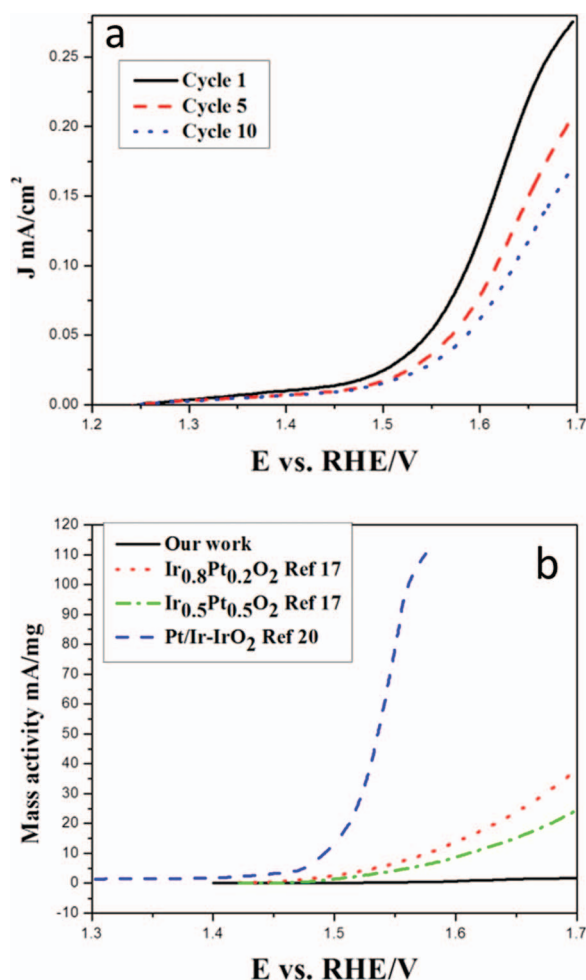 a
Cycle 1
Cycle 5
Cycle 10
0.25
0.20
0.15
0.10
0.05
0.00
J mA/cm²
1.2 1.3 1.4 1.5 1.6 1.7
E vs. RHE/V
b
Our work
Ir0.8Pt0.2O2 Ref 17
Ir0.5Pt0.5O2 Ref 17
Pt/Ir-IrO2 Ref 20
120
110
100
90
80
70
60
50
40
30
20
10
0
-10
Mass activity mA/mg
1.3 1.4 1.5 1.6 1.7
E vs. RHE/V